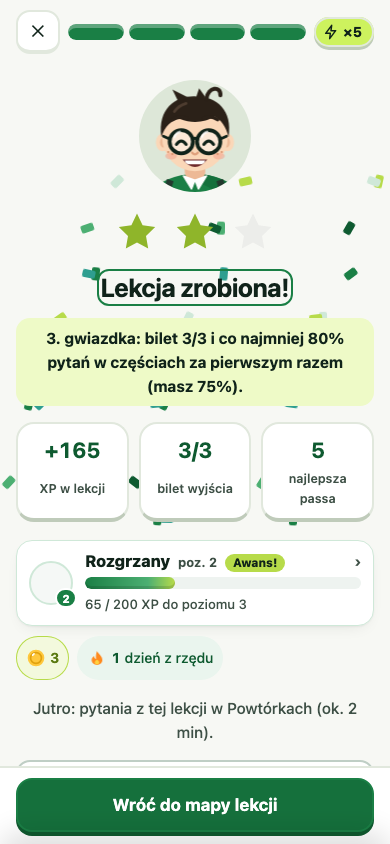 ×5
Lekcja zrobiona!
3. gwiazdka: bilet 3/3 i co najmniej 80%
pytań w częściach za pierwszym razem
(masz 75%).
+165
XP w lekcji
3/3
bilet wyjścia
5
najlepsza
passa
Rozgrzany poz. 2 Awans! ›
2
65 / 200 XP do poziomu 3
3
1 dzień z rzędu
Jutro: pytania z tej lekcji w Powtórkach (ok. 2
min).
Wróć do mapy lekcji